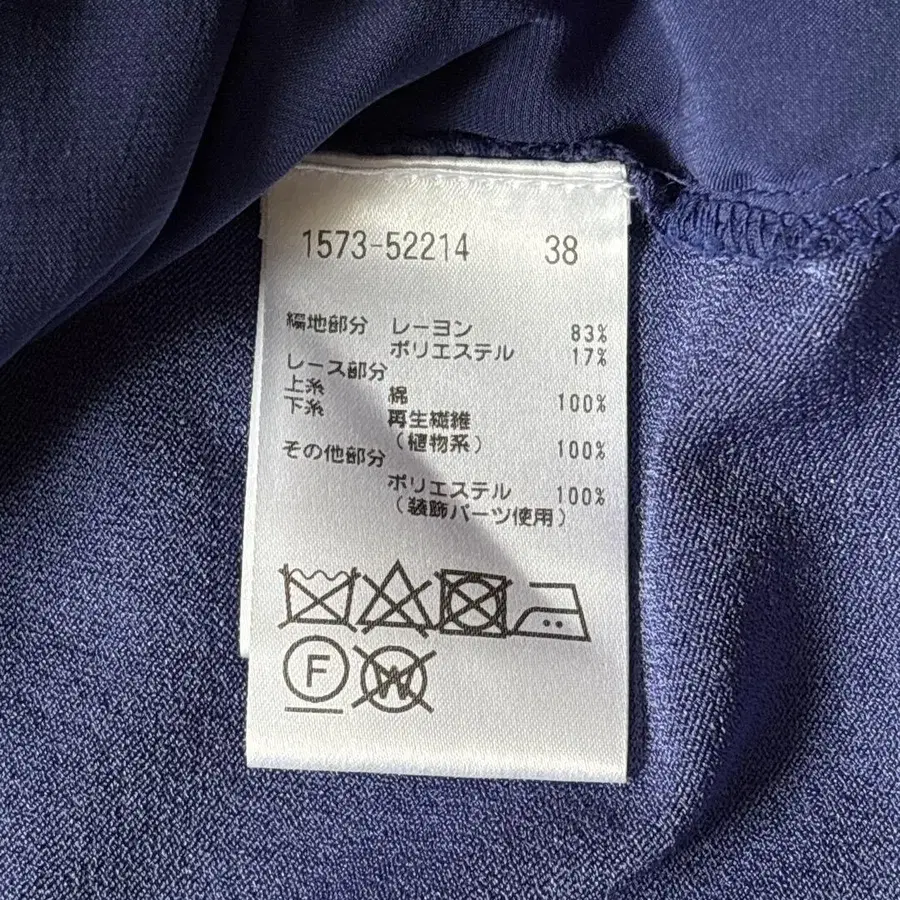 1573-52214 38
編地部分 レーヨン 83%
ポリエステル 17%
レース部分
上糸 綿 100%
下糸 再生繊維
(植物系) 100%
その他部分
ポリエステル 100%
(装飾パーツ使用)
F W